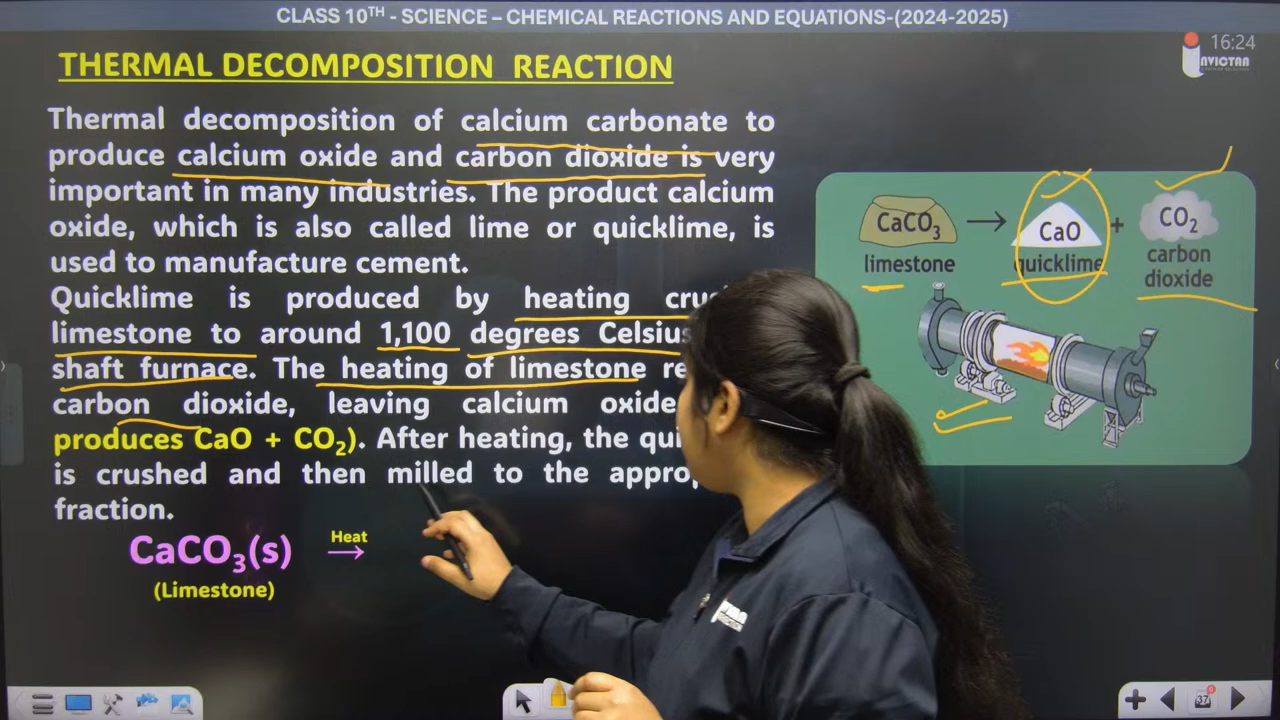 CLASS 10TH - SCIENCE – CHEMICAL REACTIONS AND EQUATIONS-(2024-2025)
16:24
INVICTAA
THERMAL DECOMPOSITION REACTION
Thermal decomposition of calcium carbonate to
produce calcium oxide and carbon dioxide is very
important in many industries. The product calcium
oxide, which is also called lime or quicklime, is
used to manufacture cement.
Quicklime is produced by heating
limestone to around 1,100 degrees Celsius
shaft furnace. The heating of limestone
carbon dioxide, leaving calcium oxide
produces CaO + CO2). After heating, the
is crushed and then milled to the
fraction.
CaCO3(s) Heat →
(Limestone)
CaCO3 → CaO + CO2
limestone quicklime carbon
dioxide
37